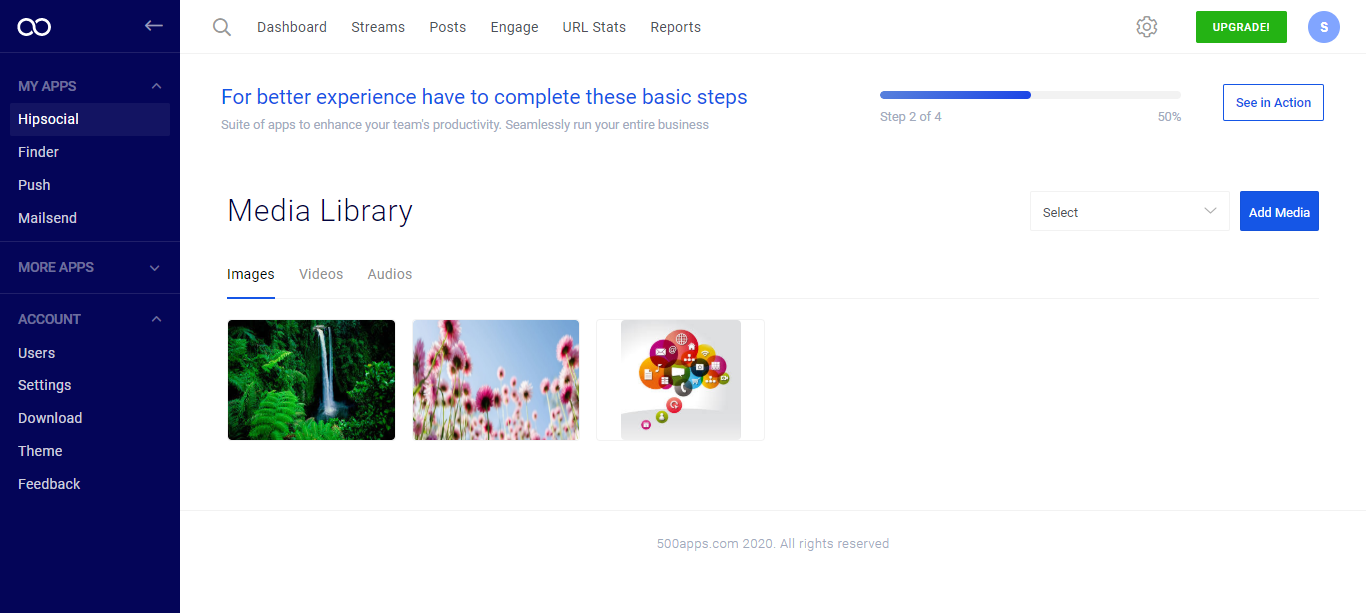 Dashboard
Streams
Posts
Engage
URL Stats
Reports
UPGRADE!
S
MY APPS
Hipsocial
Finder
Push
Mailsend
MORE APPS
ACCOUNT
Users
Settings
Download
Theme
Feedback
For better experience have to complete these basic steps
Suite of apps to enhance your team's productivity. Seamlessly run your entire business
Step 2 of 4
50%
See in Action
Media Library
Select
Add Media
Images
Videos
Audios
500apps.com 2020. All rights reserved